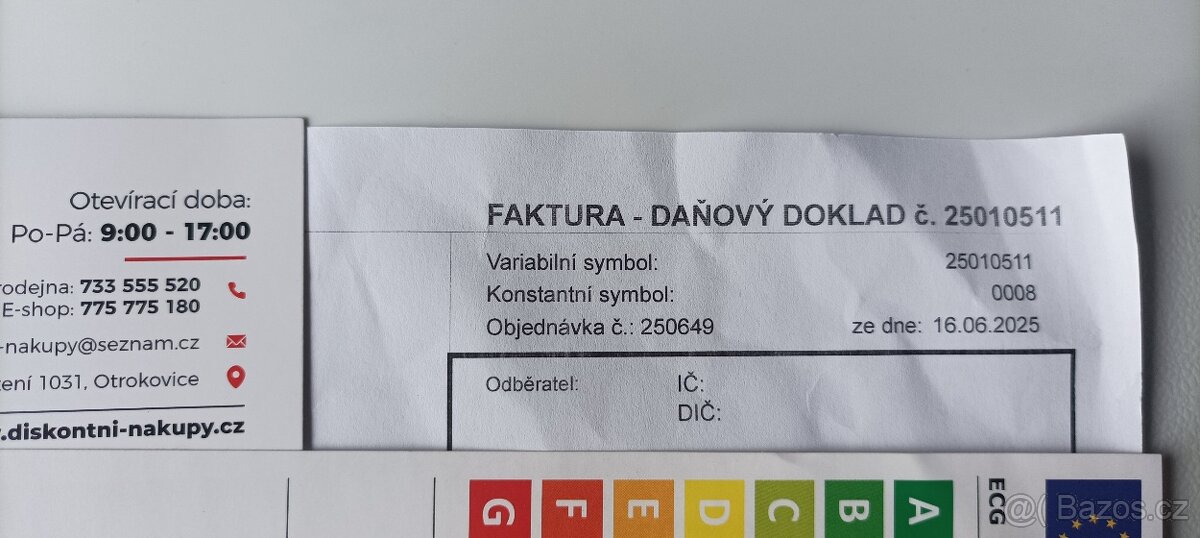 Otevírací doba:
Po-Pá: 9:00 - 17:00
rodejna: 733 555 520
E-shop: 775 775 180
-nakupy@seznam.cz
ení 1031, Otrokovice
.diskontni-nakupy.cz
FAKTURA - DAŇOVÝ DOKLAD č. 25010511
Variabilní symbol: 25010511
Konstantní symbol: 0008
Objednávka č.: 250649 ze dne: 16.06.2025
Odběratel: IČ:
DIČ:
G F E D C B A
ECG
@( Bazos.cz